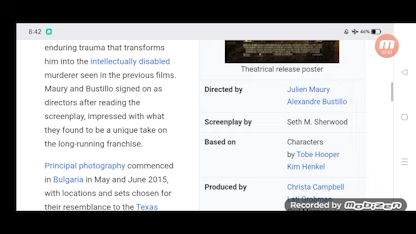 8:42
46%
enduring trauma that transforms
him into the intellectually disabled
murderer seen in the previous films.
Maury and Bustillo signed on as
directors after reading the
screenplay, impressed with what
they found to be a unique take on
the long-running franchise.
Principal photography commenced
in Bulgaria in May and June 2015,
with locations and sets chosen for
their resemblance to the Texas
Theatrical release poster
Directed by
Julien Maury
Alexandre Bustillo
Screenplay by
Seth M. Sherwood
Based on
Characters
by Tobe Hooper
Kim Henkel
Produced by
Christa Campbell
Recorded by
Mobizen